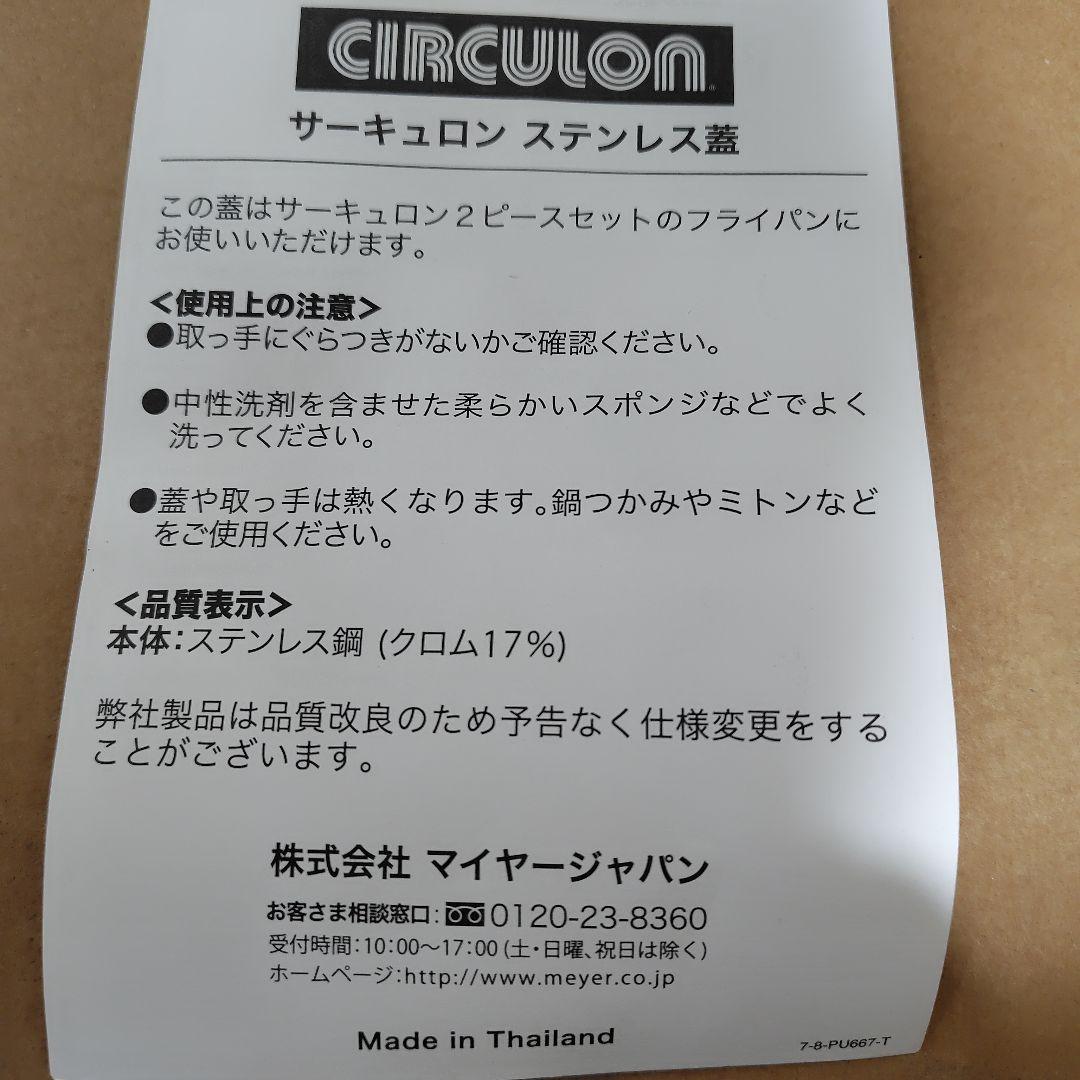 CIRCULON
サーキュロン ステンレス蓋
この蓋はサーキュロン2ピースセットのフライパンに
お使いいただけます。
<使用上の注意>
●取っ手にぐらつきがないかご確認ください。
●中性洗剤を含ませた柔らかいスポンジなどでよく
洗ってください。
●蓋や取っ手は熱くなります。鍋つかみやミトンなど
をご使用ください。
<品質表示>
本体:ステンレス鋼 (クロム17%)
弊社製品は品質改良のため予告なく仕様変更をする
ことがございます。
株式会社 マイヤージャパン
お客さま相談窓口: 0120-23-8360
受付時間:10:00〜17:00 (土・日曜、祝日は除く)
ホームページ:http://www.meyer.co.jp
Made in Thailand
7-8-PU667-T